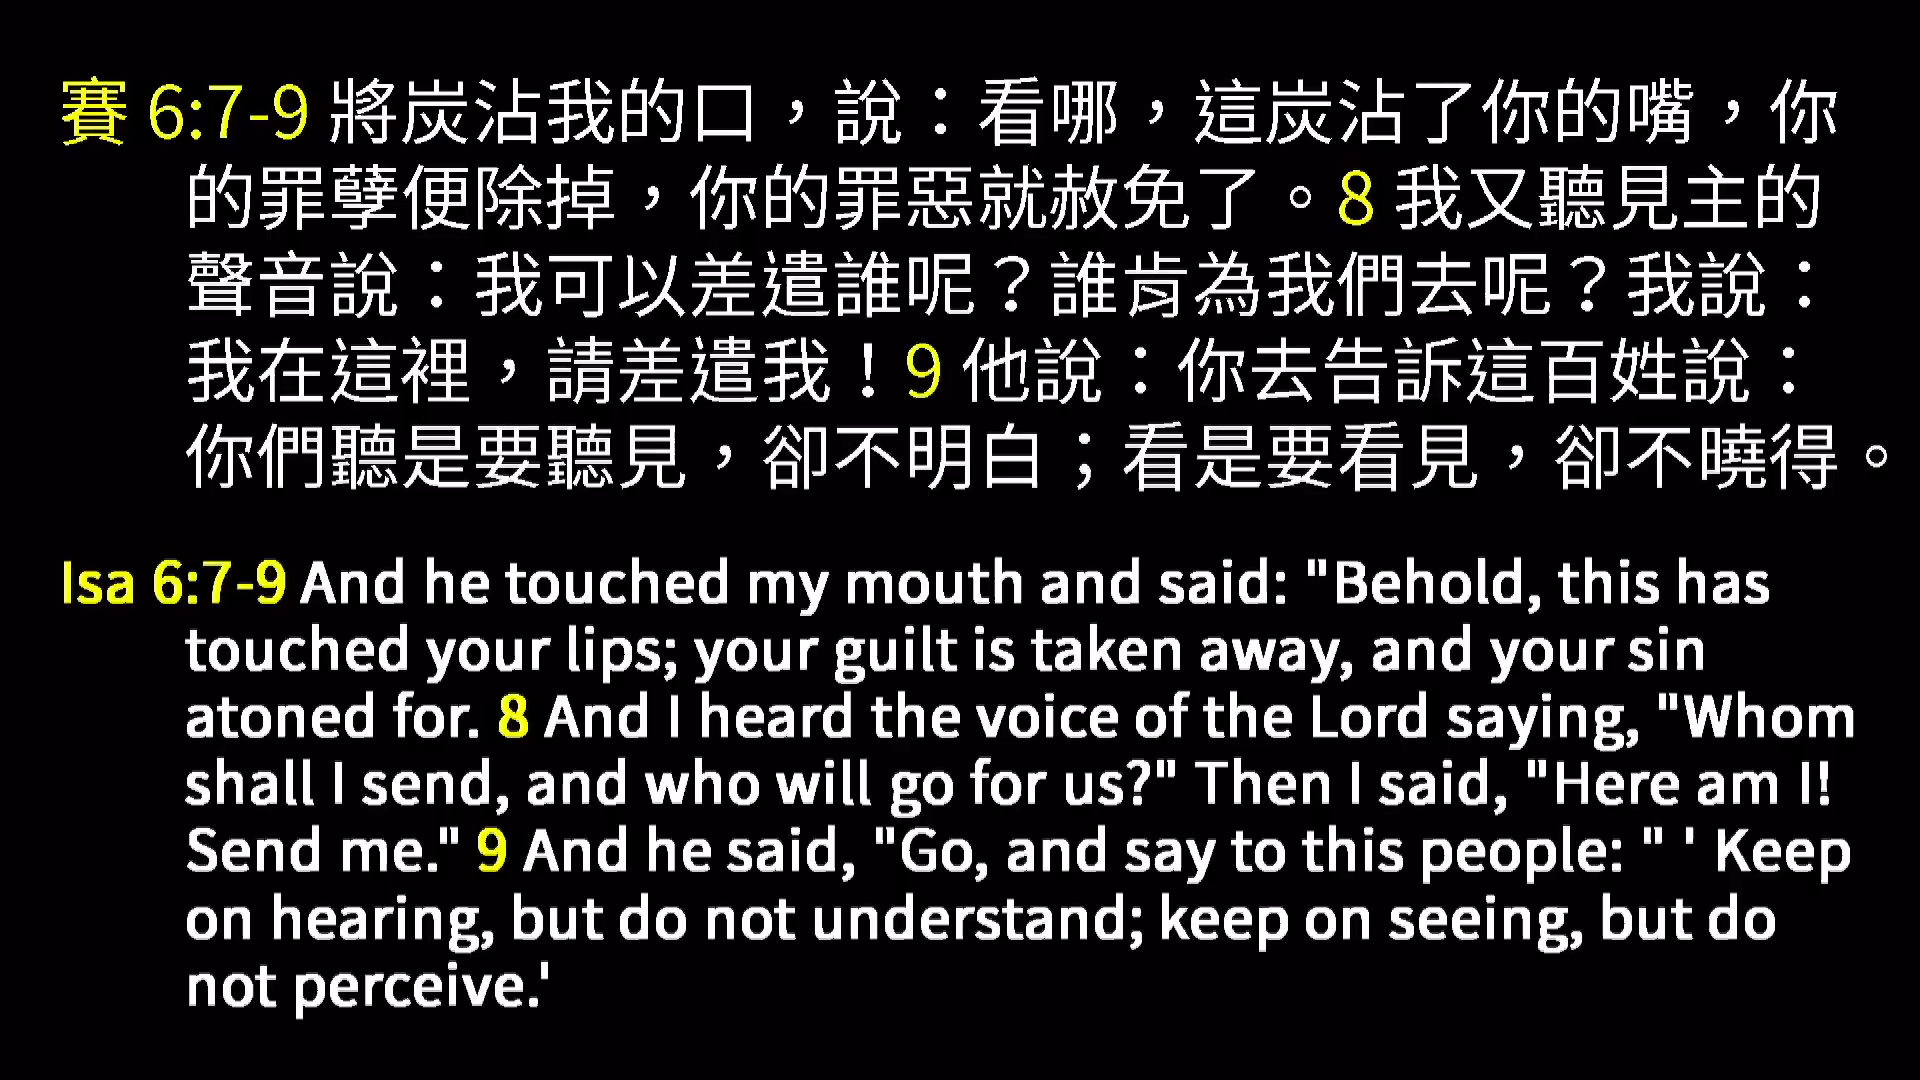 賽 6:7-9 將炭沾我的口，說：看哪，這炭沾了你的嘴，你
的罪孽便除掉，你的罪惡就赦免了。8 我又聽見主的
聲音說：我可以差遣誰呢？誰肯為我們去呢？我說：
我在這裡，請差遣我！9 他說：你去告訴這百姓說：
你們聽是要聽見，卻不明白；看是要看見，卻不曉得。
Isa 6:7-9 And he touched my mouth and said: "Behold, this has
touched your lips; your guilt is taken away, and your sin
atoned for. 8 And I heard the voice of the Lord saying, "Whom
shall I send, and who will go for us?" Then I said, "Here am I!
Send me." 9 And he said, "Go, and say to this people: " ' Keep
on hearing, but do not understand; keep on seeing, but do
not perceive.'